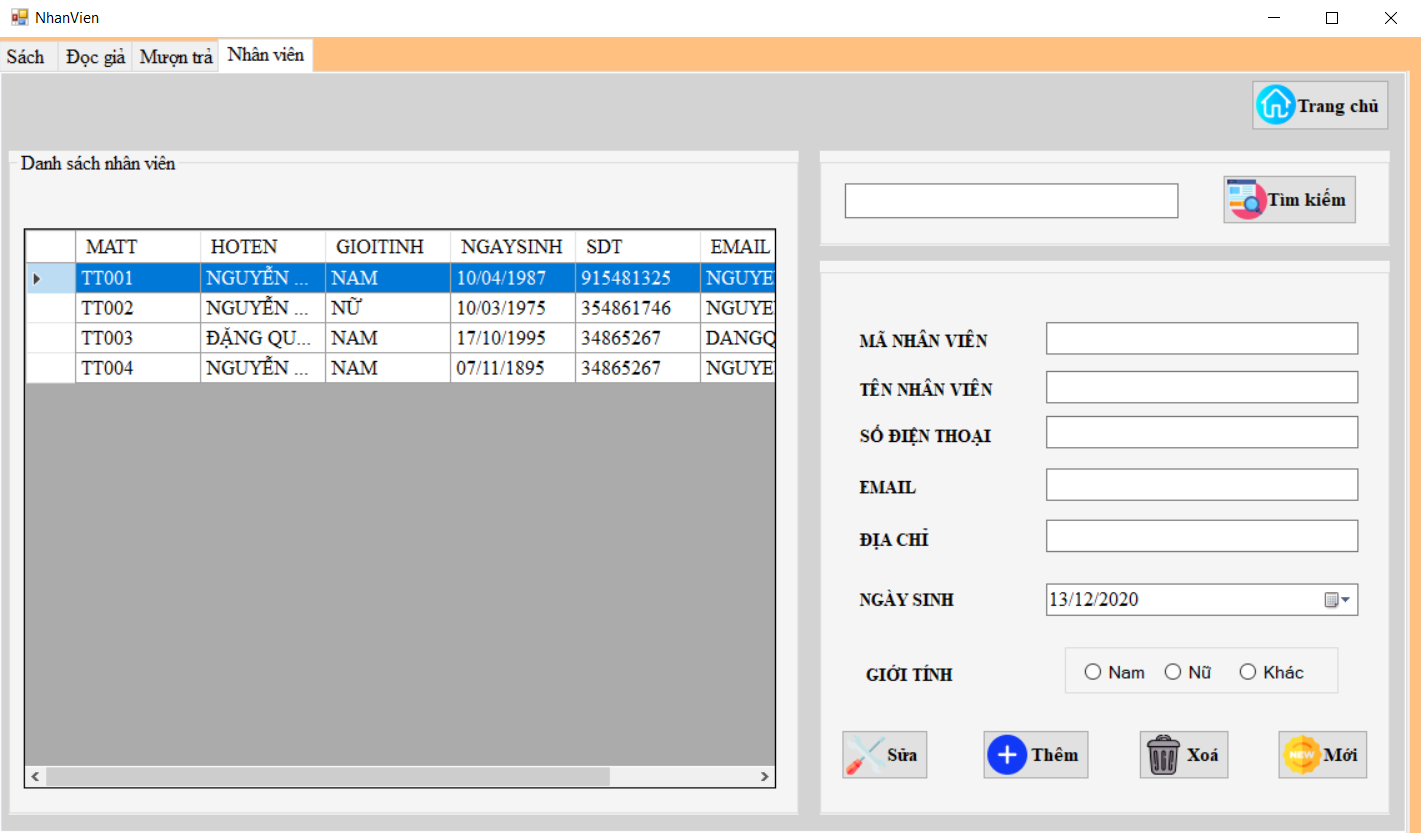 NhanVien
Sách Đọc giả Mượn trả Nhân viên
Trang chủ
Danh sách nhân viên
MATT HOTEN GIOITINH NGAYSINH SDT EMAIL
TT001 NGUYỄN ... NAM 10/04/1987 915481325 NGUYE
TT002 NGUYỄN ... NỮ 10/03/1975 354861746 NGUYE
TT003 ĐẶNG QU... NAM 17/10/1995 34865267 DANGQ
TT004 NGUYỄN ... NAM 07/11/1895 34865267 NGUYE
Tìm kiếm
MÃ NHÂN VIÊN
TÊN NHÂN VIÊN
SỐ ĐIỆN THOẠI
EMAIL
ĐỊA CHỈ
NGÀY SINH 13/12/2020
GIỚI TÍNH Nam Nữ Khác
Sửa Thêm Xoá NEW Mới